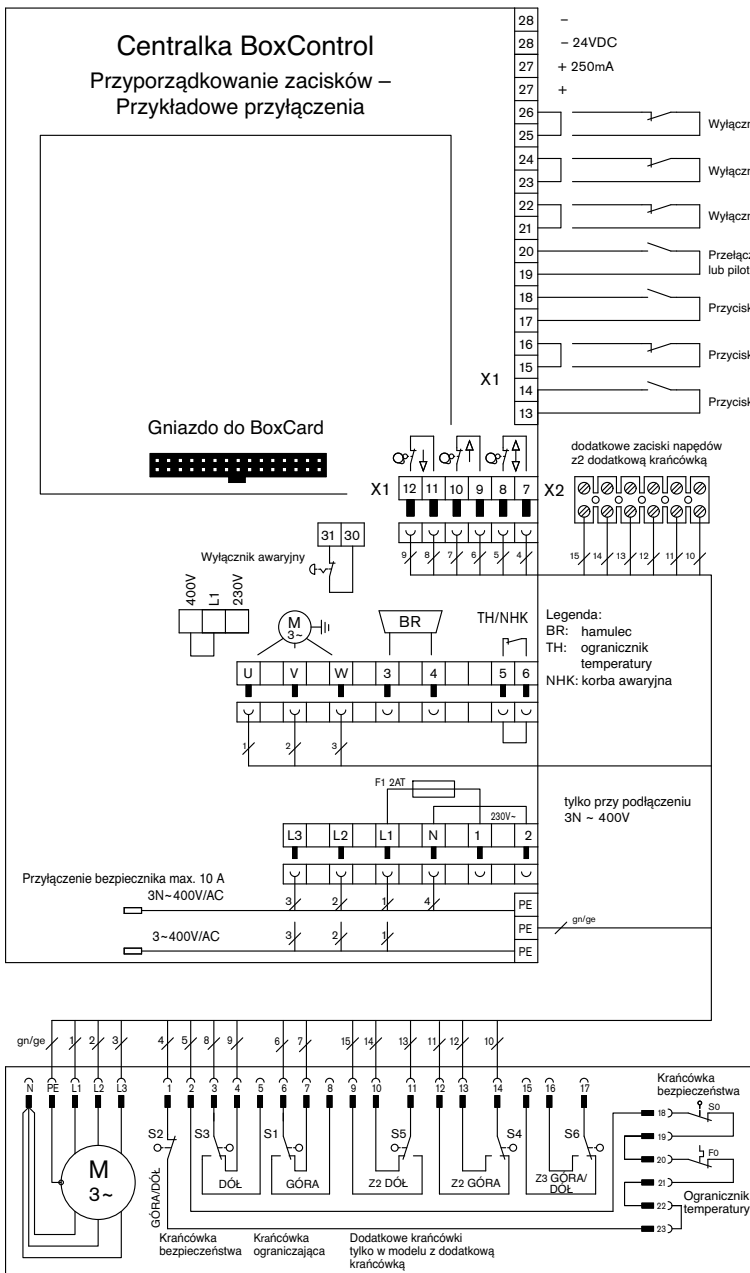 Centralka BoxControl
Przyporządkowanie zacisków –
Przykładowe przyłączenia
28 –
28 – 24VDC
27 + 250mA
27 +
26
25
24
23
22
21
20
19
18
17
16
15
14
13
lub pilot
Przycisk
Przycisk
Przycisk
X1
Gniazdo do BoxCard
dodatkowe zaciski napędów
z2 dodatkową krańcówką
X1 12 11 10 9 8 7 X2
9 8 7 6 5 4
15 14 13 12 11 10
31 30
Wyłącznik awaryjny
400V L1 230V
M
3~
BR
TH/NHK
Legenda:
BR: hamulec
TH: ogranicznik
temperatury
NHK: korba awaryjna
U V W 3 4 5 6
1 2 3
F1 2AT
230V~
tylko przy podłączeniu
3N ~ 400V
L3 L2 L1 N 1 2
Przyłączenie bezpiecznika max. 10 A
3N~400V/AC
3 2 1 4
PE
PE
gn/ge
3~400V/AC
3 2 1
PE
gn/ge 1 2 3 4 5 8 9 6 7 15 14 13 11 12 10
N PE L1 L2 L3 1 2 3 4 5 6 7 8 9 10 11 12 13 14 15 16 17
Krańcówka
bezpieczeństwa
18 S0
19
20 F0
21
22
23
Ogranicznik
temperatury
M
3~
S2 S3 S1 S5 S4 S6
GÓRA/DÓŁ
DÓŁ
GÓRA
Z2 DÓŁ
Z2 GÓRA
Z3 GÓRA/
DÓŁ
Krańcówka
bezpieczeństwa
Krańcówka
ograniczająca
Dodatkowe krańcówki
tylko w modelu z dodatkową
krańcówką